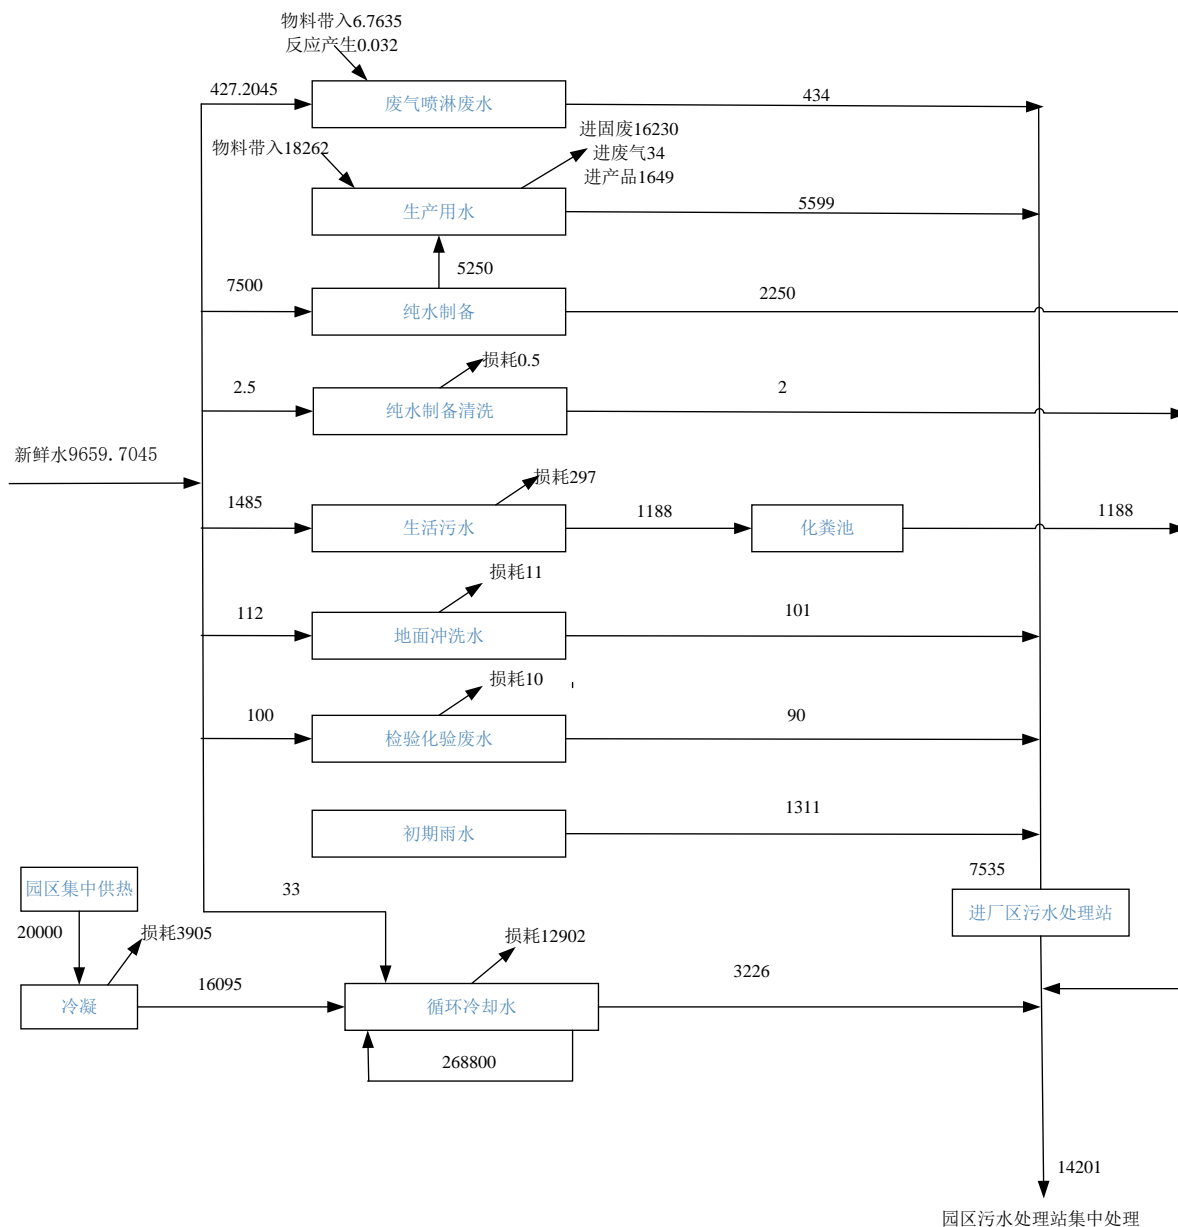 物料带入6.7635
反应产生0.032
427.2045
废气喷淋废水
434
物料带入18262
进固废16230
进废气34
进产品1649
生产用水
5599
5250
7500
纯水制备
2250
损耗0.5
2.5
纯水制备清洗
2
新鲜水9659.7045
损耗297
1485
生活污水
1188
化粪池
1188
损耗11
112
地面冲洗水
101
损耗10
100
检验化验废水
90
初期雨水
1311
7535
园区集中供热
33
进厂区污水处理站
20000
损耗3905
损耗12902
冷凝
16095
循环冷却水
3226
268800
14201
园区污水处理站集中处理